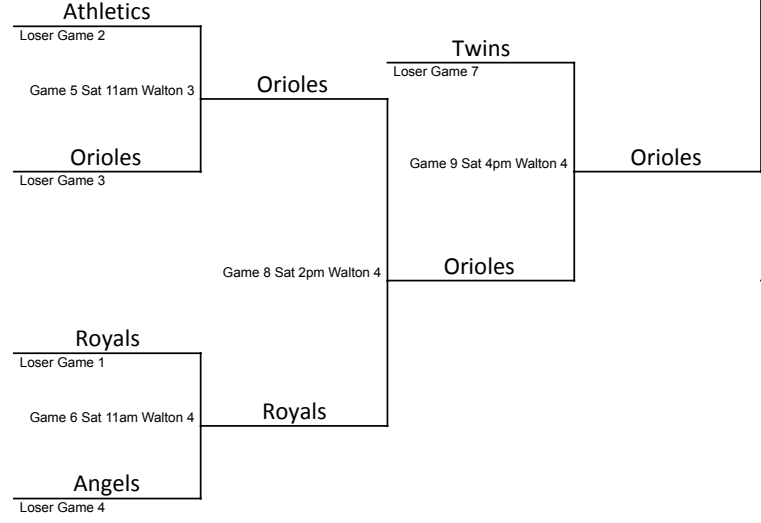 Athletics
Loser Game 2
Twins
Loser Game 7
Game 5 Sat 11am Walton 3
Orioles
Orioles
Loser Game 3
Game 9 Sat 4pm Walton 4
Orioles
Game 8 Sat 2pm Walton 4
Orioles
Royals
Loser Game 1
Game 6 Sat 11am Walton 4
Royals
Angels
Loser Game 4